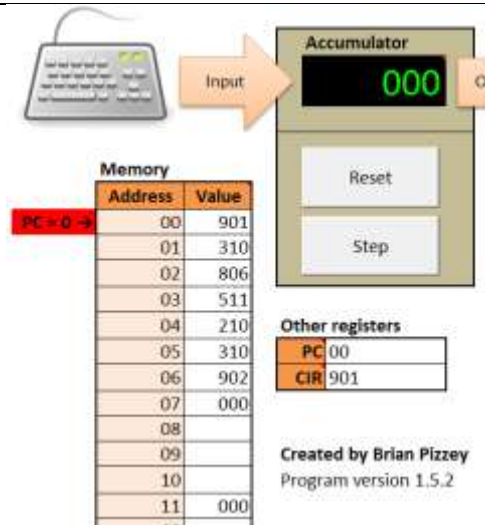 Accumulator
Input
000
O
Reset
Step
Memory
Address Value
PC = 0 → 00 901
01 310
02 806
03 511
04 210
05 310
06 902
07 000
08
09
10
11 000
Other registers
PC 00
CIR 901
Created by Brian Pizzey
Program version 1.5.2